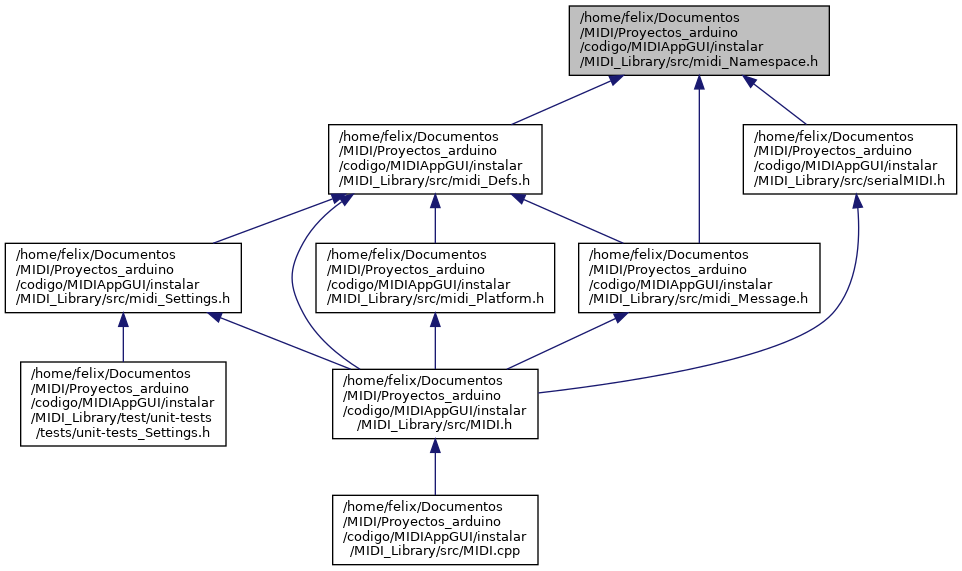 /home/felix/Documentos
/MIDI/Proyectos_arduino
/codigo/MIDIAppGUI/instalar
/MIDI_Library/src/midi_Namespace.h
/home/felix/Documentos
/MIDI/Proyectos_arduino
/codigo/MIDIAppGUI/instalar
/MIDI_Library/src/midi_Defs.h
/home/felix/Documentos
/MIDI/Proyectos_arduino
/codigo/MIDIAppGUI/instalar
/MIDI_Library/src/serialMIDI.h
/home/felix/Documentos
/MIDI/Proyectos_arduino
/codigo/MIDIAppGUI/instalar
/MIDI_Library/src/midi_Settings.h
/home/felix/Documentos
/MIDI/Proyectos_arduino
/codigo/MIDIAppGUI/instalar
/MIDI_Library/src/midi_Platform.h
/home/felix/Documentos
/MIDI/Proyectos_arduino
/codigo/MIDIAppGUI/instalar
/MIDI_Library/src/midi_Message.h
/home/felix/Documentos
/MIDI/Proyectos_arduino
/codigo/MIDIAppGUI/instalar
/MIDI_Library/test/unit-tests
/tests/unit-tests_Settings.h
/home/felix/Documentos
/MIDI/Proyectos_arduino
/codigo/MIDIAppGUI/instalar
/MIDI_Library/src/MIDI.h
/home/felix/Documentos
/MIDI/Proyectos_arduino
/codigo/MIDIAppGUI/instalar
/MIDI_Library/src/MIDI.cpp